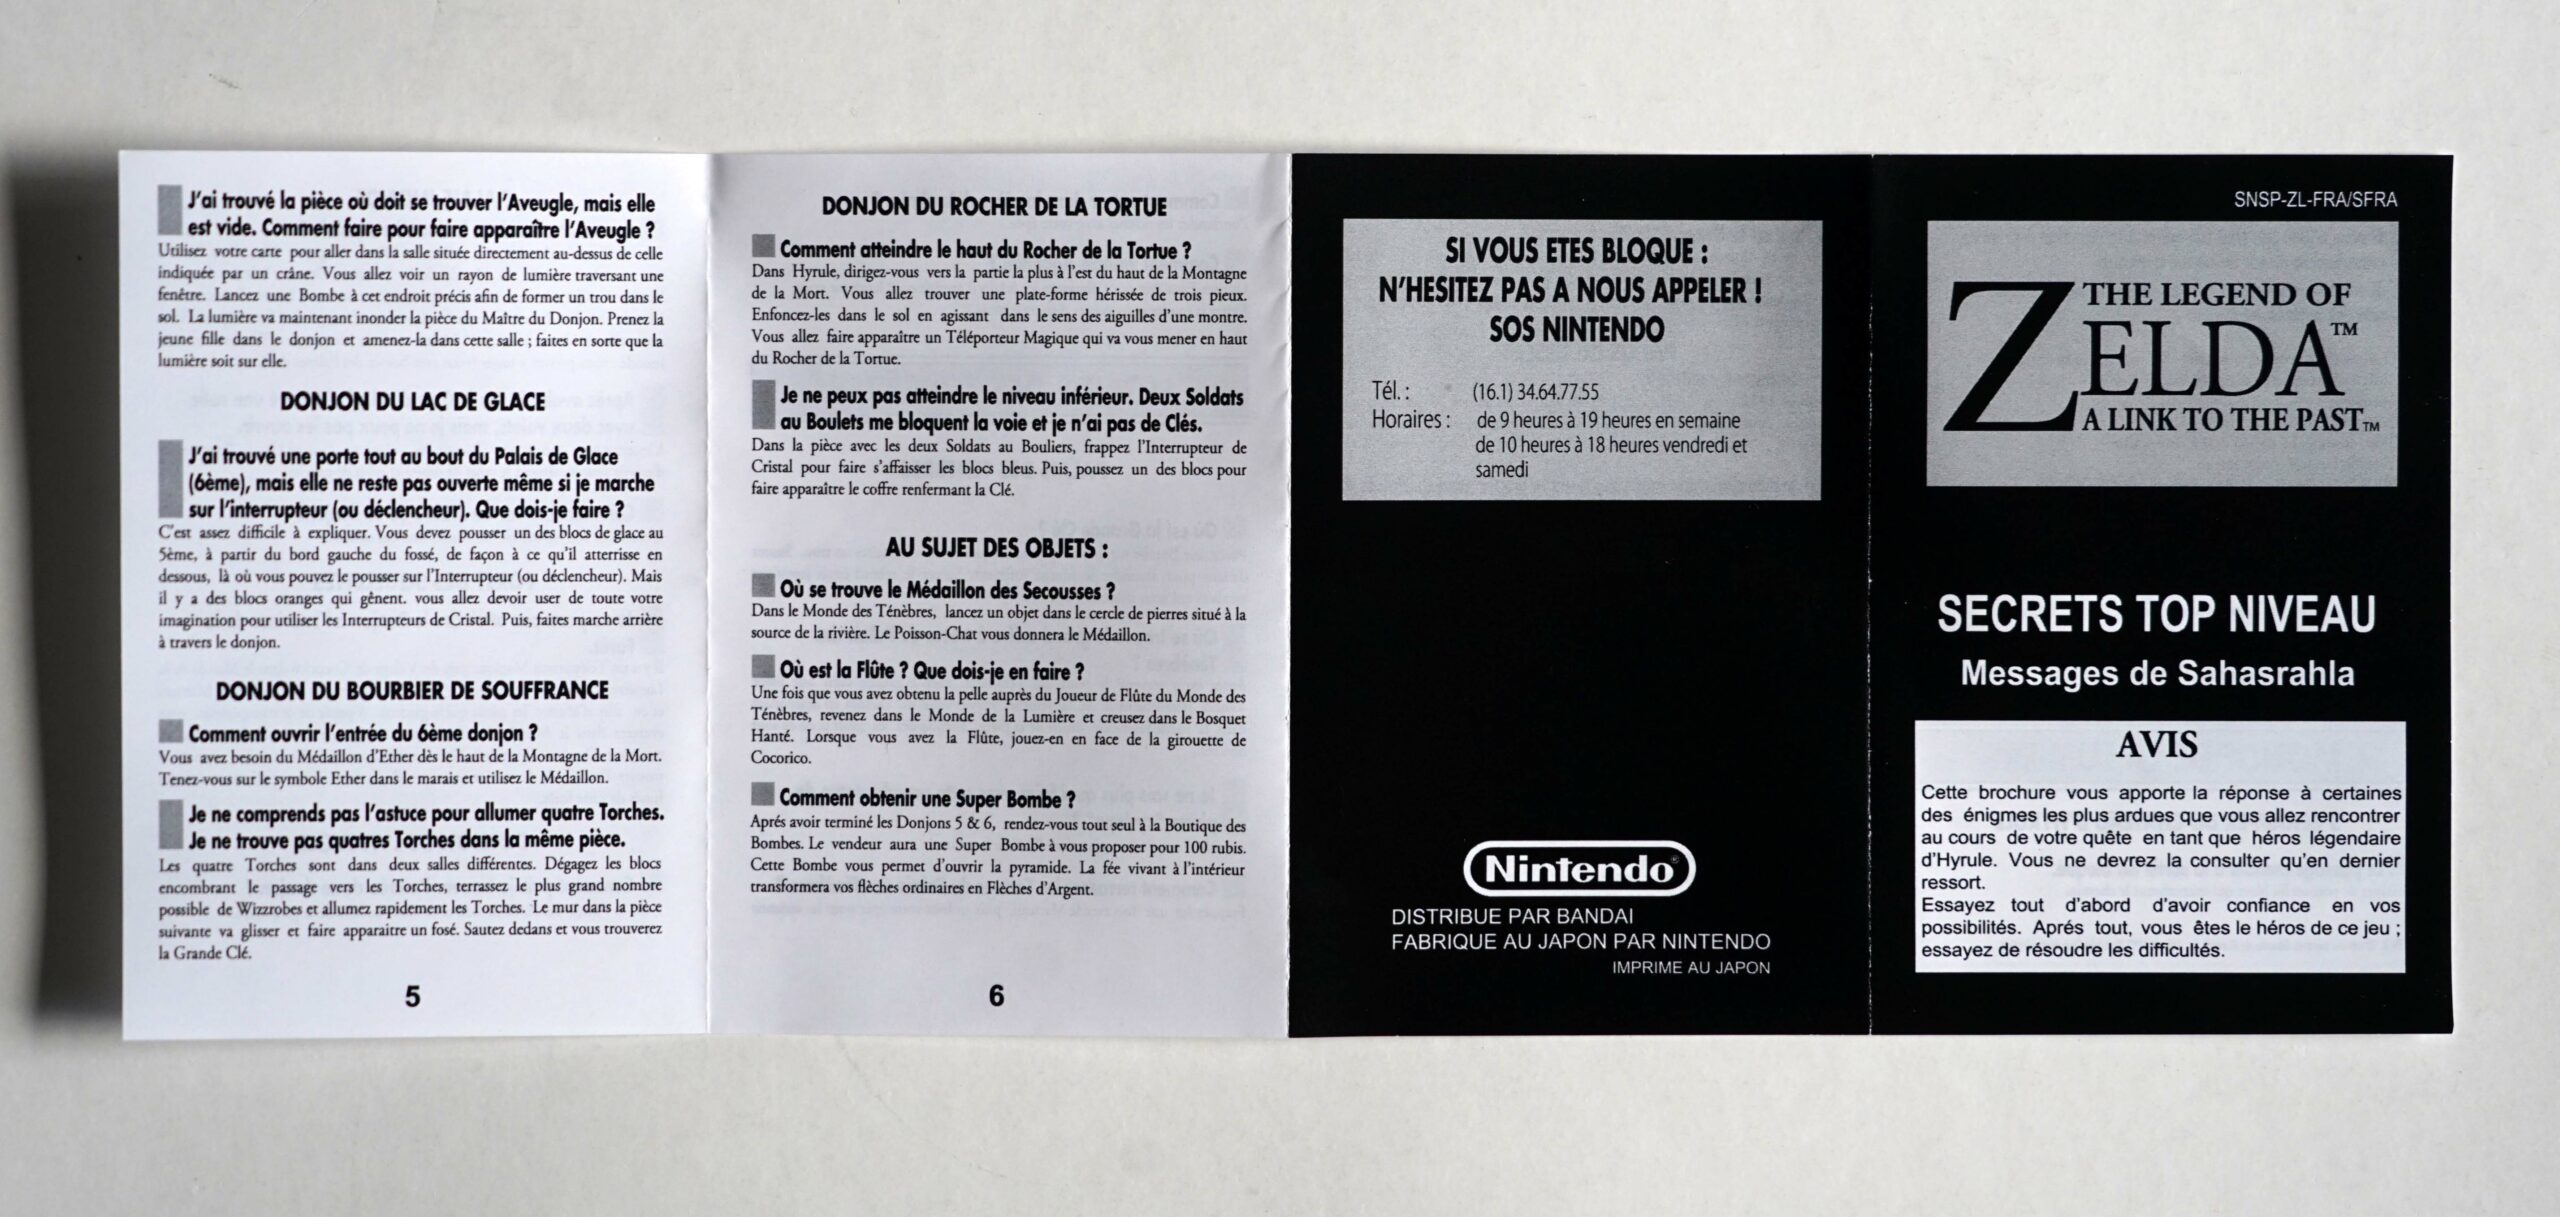 J'ai trouvé la pièce où doit se trouver l'Aveugle, mais elle
est vide. Comment faire pour faire apparaître l'Aveugle ?
Utilisez votre carte pour aller dans la salle située directement au-dessus de celle
indiquée par un crâne. Vous allez voir un rayon de lumière traversant une
fenêtre. Lancez une Bombe à cet endroit précis afin de former un trou dans le
sol. La lumière va maintenant inonder la pièce du Maître du Donjon. Prenez la
jeune fille dans le donjon et amenez-la dans cette salle ; faites en sorte que la
lumière soit sur elle.
DONJON DU LAC DE GLACE
J'ai trouvé une porte tout au bout du Palais de Glace
(6ème), mais elle ne reste pas ouverte même si je marche
sur l'interrupteur (ou déclencheur). Que dois-je faire ?
C'est assez difficile à expliquer. Vous devez pousser un des blocs de glace au
5ème, à partir du bord gauche du fossé, de façon à ce qu'il atterrisse en
dessous, là où vous pouvez le pousser sur l'Interrupteur (ou déclencheur). Mais
il y a des blocs oranges qui gênent. vous allez devoir user de toute votre
imagination pour utiliser les Interrupteurs de Cristal. Puis, faites marche arrière
à travers le donjon.
DONJON DU BOURBIER DE SOUFFRANCE
Comment ouvrir l'entrée du 6ème donjon ?
Vous avez besoin du Médaillon d'Ether dès le haut de la Montagne de la Mort.
Tenez-vous sur le symbole Ether dans le marais et utilisez le Médaillon.
Je ne comprends pas l'astuce pour allumer quatre Torches.
Je ne trouve pas quatres Torches dans la même pièce.
Les quatre Torches sont dans deux salles différentes. Dégagez les blocs
encombrant le passage vers les Torches, terrassez le plus grand nombre
possible de Wizzrobes et allumez rapidement les Torches. Le mur dans la pièce
suivante va glisser et faire apparaitre un fosé. Sautez dedans et vous trouverez
la Grande Clé.
5
DONJON DU ROCHER DE LA TORTUE
Comment atteindre le haut du Rocher de la Tortue ?
Dans Hyrule, dirigez-vous vers la partie la plus à l'est du haut de la Montagne
de la Mort. Vous allez trouver une plate-forme hérissée de trois pieux.
Enfoncez-les dans le sol en agissant dans le sens des aiguilles d'une montre.
Vous allez faire apparaître un Téléporteur Magique qui va vous mener en haut
du Rocher de la Tortue.
Je ne peux pas atteindre le niveau inférieur. Deux Soldats
au Boulets me bloquent la voie et je n'ai pas de Clés.
Dans la pièce avec les deux Soldats au Bouliers, frappez l'Interrupteur de
Cristal pour faire s'affaisser les blocs bleus. Puis, poussez un des blocs pour
faire apparaître le coffre renfermant la Clé.
AU SUJET DES OBJETS :
Où se trouve le Médaillon des Secousses ?
Dans le Monde des Ténèbres, lancez un objet dans le cercle de pierres situé à la
source de la rivière. Le Poisson-Chat vous donnera le Médaillon.
Où est la Flûte ? Que dois-je en faire ?
Une fois que vous avez obtenu la pelle auprès du Joueur de Flûte du Monde des
Ténèbres, revenez dans le Monde de la Lumière et creusez dans le Bosquet
Hanté. Lorsque vous avez la Flûte, jouez-en en face de la girouette de
Cocorico.
Comment obtenir une Super Bombe ?
Aprés avoir terminé les Donjons 5 & 6, rendez-vous tout seul à la Boutique des
Bombes. Le vendeur aura une Super Bombe à vous proposer pour 100 rubis.
Cette Bombe vous permet d'ouvrir la pyramide. La fée vivant à l'intérieur
transformera vos flèches ordinaires en Flèches d'Argent.
6
SI VOUS ETES BLOQUE :
N'HESITEZ PAS A NOUS APPELER !
SOS NINTENDO
Tél. : (16.1) 34.64.77.55
Horaires : de 9 heures à 19 heures en semaine
de 10 heures à 18 heures vendredi et
samedi
Nintendo®
DISTRIBUE PAR BANDAI
FABRIQUE AU JAPON PAR NINTENDO
IMPRIME AU JAPON
SNSP-ZL-FRA/SFRA
THE LEGEND OF
ZELDA™
A LINK TO THE PAST™
SECRETS TOP NIVEAU
Messages de Sahasrahla
AVIS
Cette brochure vous apporte la réponse à certaines
des énigmes les plus ardues que vous allez rencontrer
au cours de votre quête en tant que héros légendaire
d'Hyrule. Vous ne devrez la consulter qu'en dernier
ressort.
Essayez tout d'abord d'avoir confiance en vos
possibilités. Aprés tout, vous êtes le héros de ce jeu ;
essayez de résoudre les difficultés.